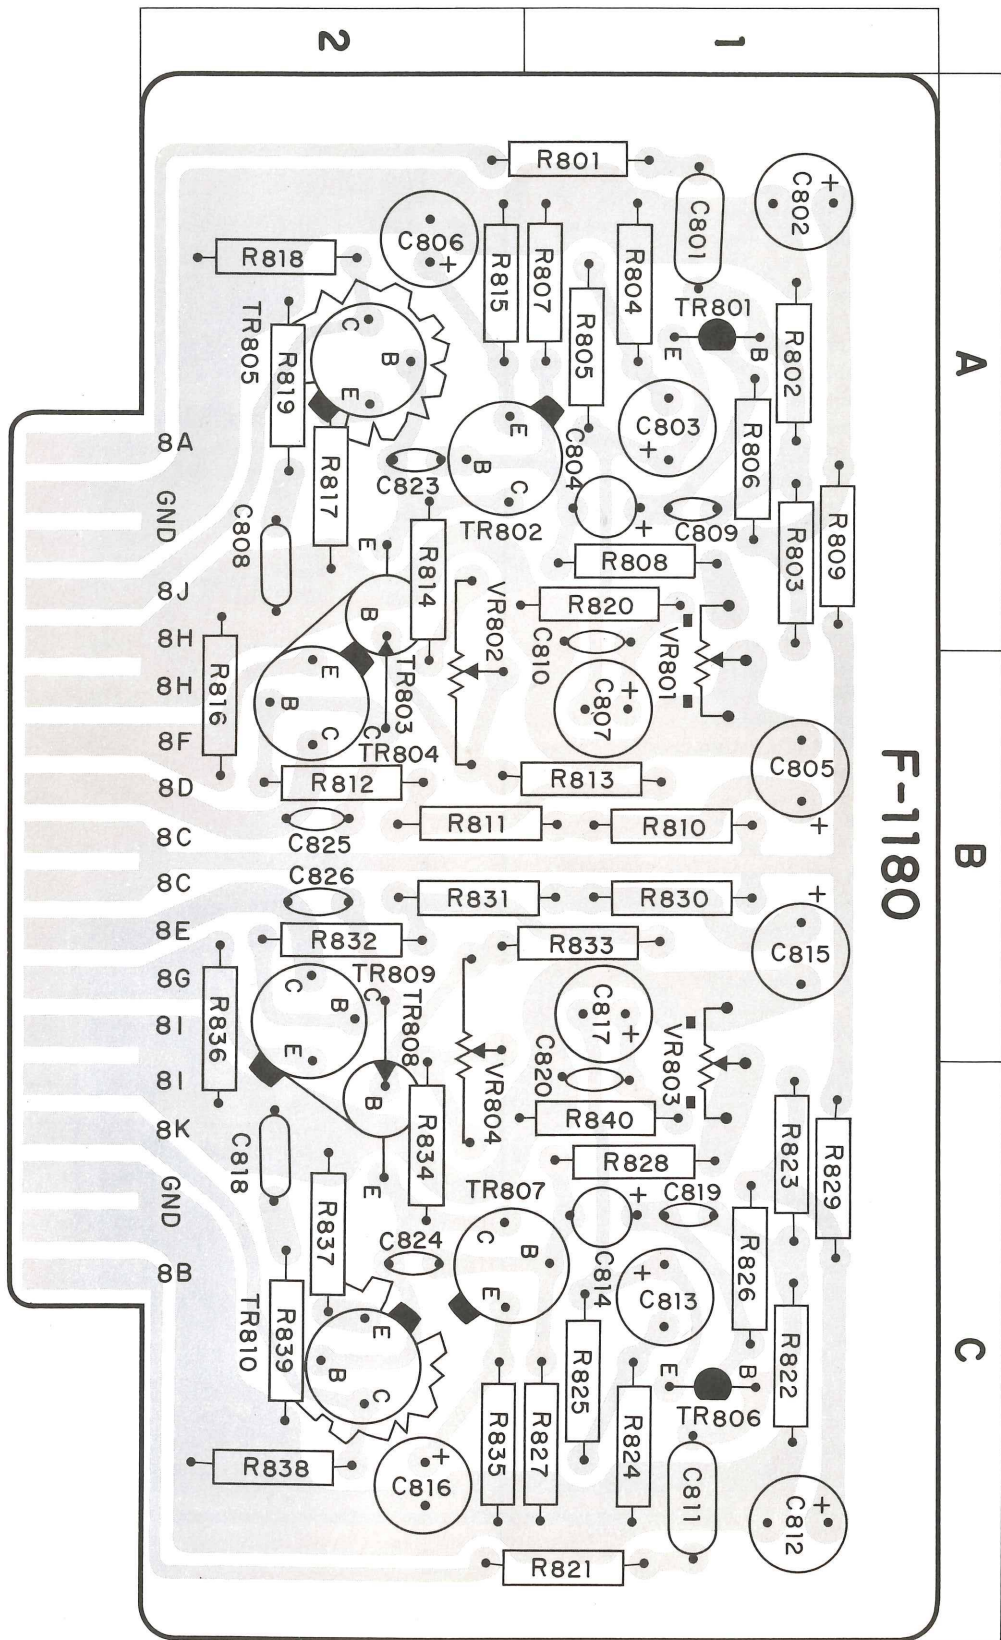 2
1
A
B
C
F-1180
R801
C802
+
C801
C806
+
R818
R815
R807
R804
R805
TR801
E
B
R802
TR805
R819
C
B
E
C803
+
R806
8A
R817
C823
E
B
C
TR802
C804
+
C809
R803
R809
GND
C808
E
R814
R808
8J
B
VR802
R820
C810
VR801
8H
TR803
R816
8H
E
B
C
C
TR804
C807
+
C805
+
8F
8D
R812
R813
8C
C825
R811
R810
8C
C826
R831
R830
8E
R832
R833
+
C815
8G
TR809
C
B
E
C
TR808
C817
+
8I
R836
VR804
C820
VR803
8I
B
R834
R840
R823
R829
8K
C818
E
R828
GND
R837
TR807
C
B
E
+
C814
C819
R826
8B
C824
+
C813
TR810
R839
E
B
C
R825
E
B
TR806
R822
R838
+
C816
R835
R827
R824
C811
+
C812
R821